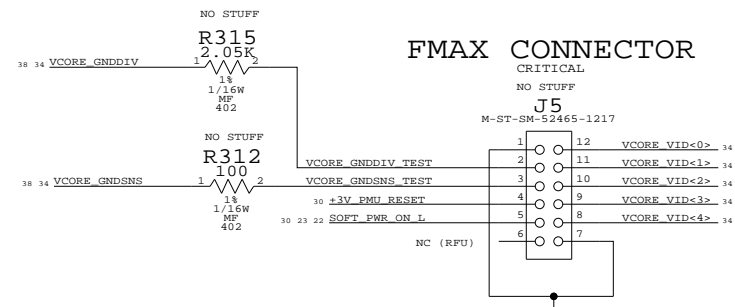 NO STUFF
R315
2.05K
38 34 VCORE_GNDDIV 1 2
1%
1/16W
MF
402
FMAX CONNECTOR
CRITICAL
NO STUFF
J5
M-ST-SM-52465-1217
NO STUFF
R312
100
38 34 VCORE_GNDSNS 1 2
1%
1/16W
MF
402
1 12 VCORE_VID<0> 34
VCORE_GNDDIV_TEST 2 11 VCORE_VID<1> 34
VCORE_GNDSNS_TEST 3 10 VCORE_VID<2> 34
30 +3V_PMU_RESET 4 9 VCORE_VID<3> 34
30 23 22 SOFT_PWR_ON_L 5 8 VCORE_VID<4> 34
NC (RFU) 6 7